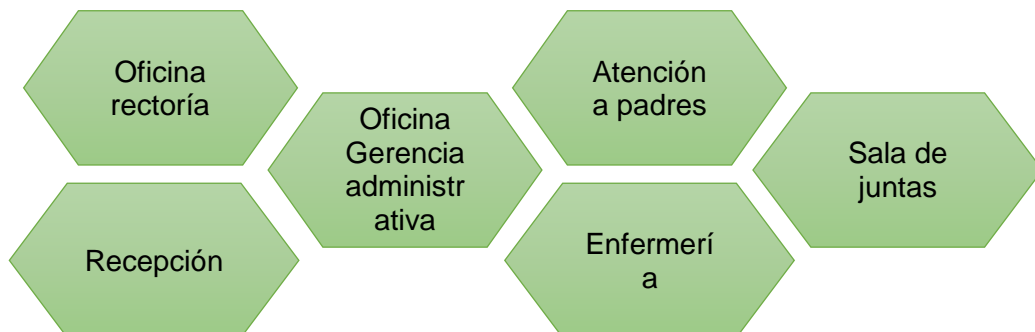 Oficina
rectoría
Recepción
Oficina
Gerencia
administr
ativa
Atención
a padres
Enfermerí
a
Sala de
juntas